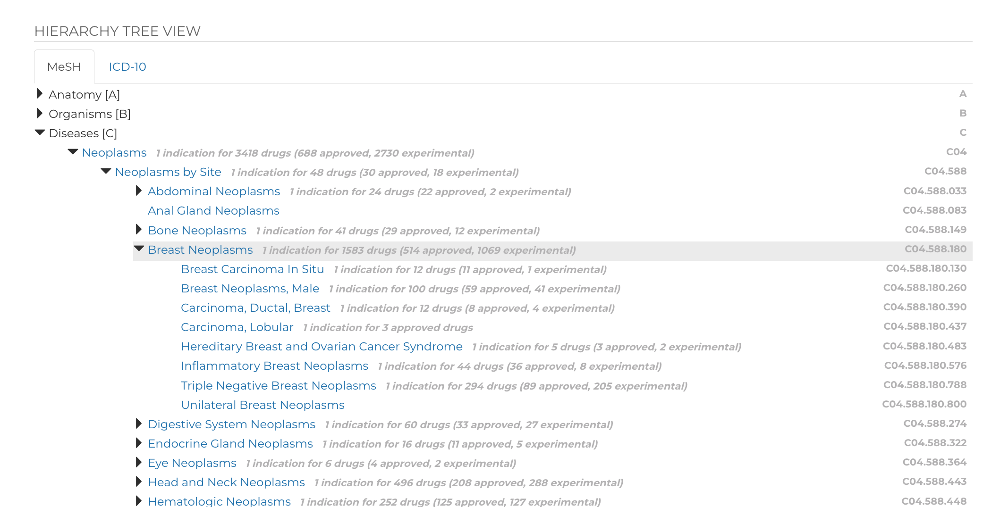 HIERARCHY TREE VIEW
MeSH ICD-10
Anatomy [A] A
Organisms [B] B
Diseases [C] C
Neoplasms 1 indication for 3418 drugs (688 approved, 2730 experimental) C04
Neoplasms by Site 1 indication for 48 drugs (30 approved, 18 experimental) C04.588
Abdominal Neoplasms 1 indication for 24 drugs (22 approved, 2 experimental) C04.588.033
Anal Gland Neoplasms C04.588.083
Bone Neoplasms 1 indication for 41 drugs (29 approved, 12 experimental) C04.588.149
Breast Neoplasms 1 indication for 1583 drugs (514 approved, 1069 experimental) C04.588.180
Breast Carcinoma In Situ 1 indication for 12 drugs (11 approved, 1 experimental) C04.588.180.130
Breast Neoplasms, Male 1 indication for 100 drugs (59 approved, 41 experimental) C04.588.180.260
Carcinoma, Ductal, Breast 1 indication for 12 drugs (8 approved, 4 experimental) C04.588.180.390
Carcinoma, Lobular 1 indication for 3 approved drugs C04.588.180.437
Hereditary Breast and Ovarian Cancer Syndrome 1 indication for 5 drugs (3 approved, 2 experimental) C04.588.180.483
Inflammatory Breast Neoplasms 1 indication for 44 drugs (36 approved, 8 experimental) C04.588.180.576
Triple Negative Breast Neoplasms 1 indication for 294 drugs (89 approved, 205 experimental) C04.588.180.788
Unilateral Breast Neoplasms C04.588.180.800
Digestive System Neoplasms 1 indication for 60 drugs (33 approved, 27 experimental) C04.588.274
Endocrine Gland Neoplasms 1 indication for 16 drugs (11 approved, 5 experimental) C04.588.322
Eye Neoplasms 1 indication for 6 drugs (4 approved, 2 experimental) C04.588.364
Head and Neck Neoplasms 1 indication for 496 drugs (208 approved, 288 experimental) C04.588.443
Hematologic Neoplasms 1 indication for 252 drugs (125 approved, 127 experimental) C04.588.448